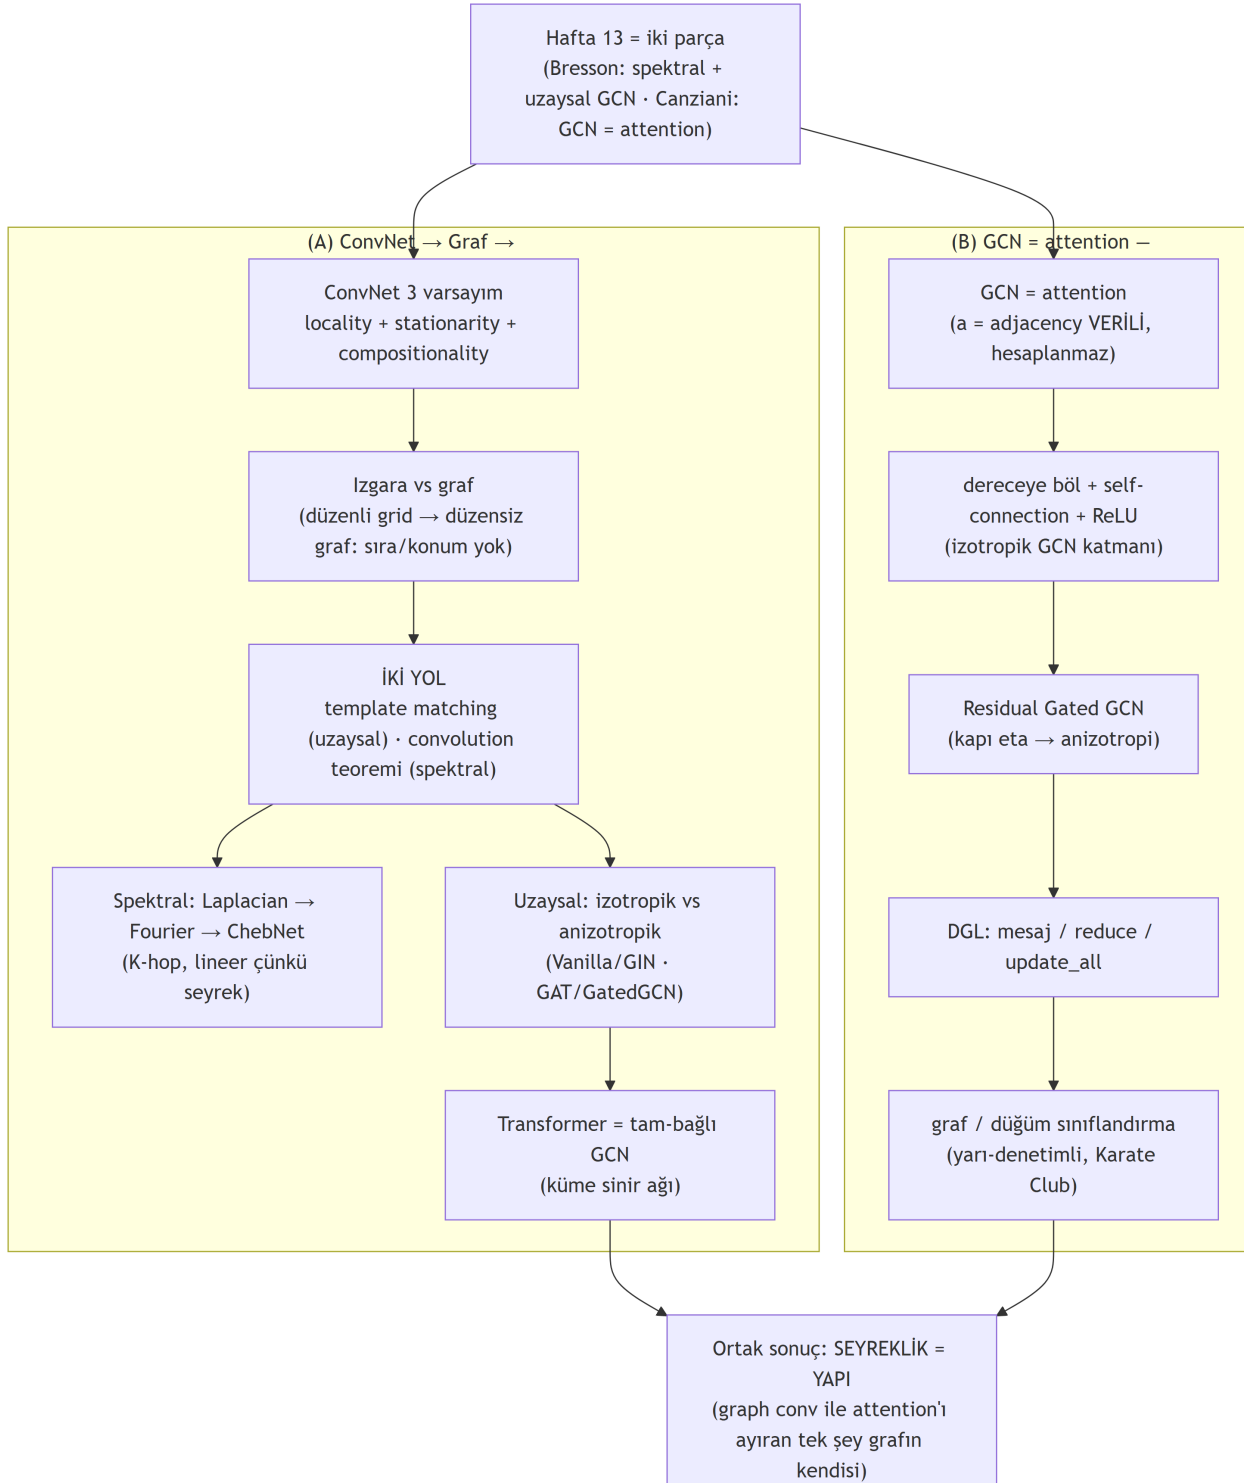 Hafta 13 = iki parça
(Bresson: spektral +
uzaysal GCN · Canziani:
GCN = attention)
(A) ConvNet → Graf →
ConvNet 3 varsayım
locality + stationarity +
compositionality
Izgara vs graf
(düzenli grid → düzensiz
graf: sıra/konum yok)
İKİ YOL
template matching
(uzaysal) · convolution
teoremi (spektral)
Spektral: Laplacian →
Fourier → ChebNet
(K-hop, lineer çünkü
seyrek)
Uzaysal: izotropik vs
anizotropik
(Vanilla/GIN ·
GAT/GatedGCN)
Transformer = tam-bağlı
GCN
(küme sinir ağı)
(B) GCN = attention —
GCN = attention
(a = adjacency VERİLİ,
hesaplanmaz)
dereceye böl + self-
connection + ReLU
(izotropik GCN katmanı)
Residual Gated GCN
(kapı eta → anizotropi)
DGL: mesaj / reduce /
update_all
graf / düğüm sınıflandırma
(yarı-denetimli, Karate
Club)
Ortak sonuç: SEYREKLİK =
YAPI
(graph conv ile attention'ı
ayıran tek şey grafın
kendisi)